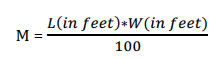 M = L(in feet)*W(in feet)
100